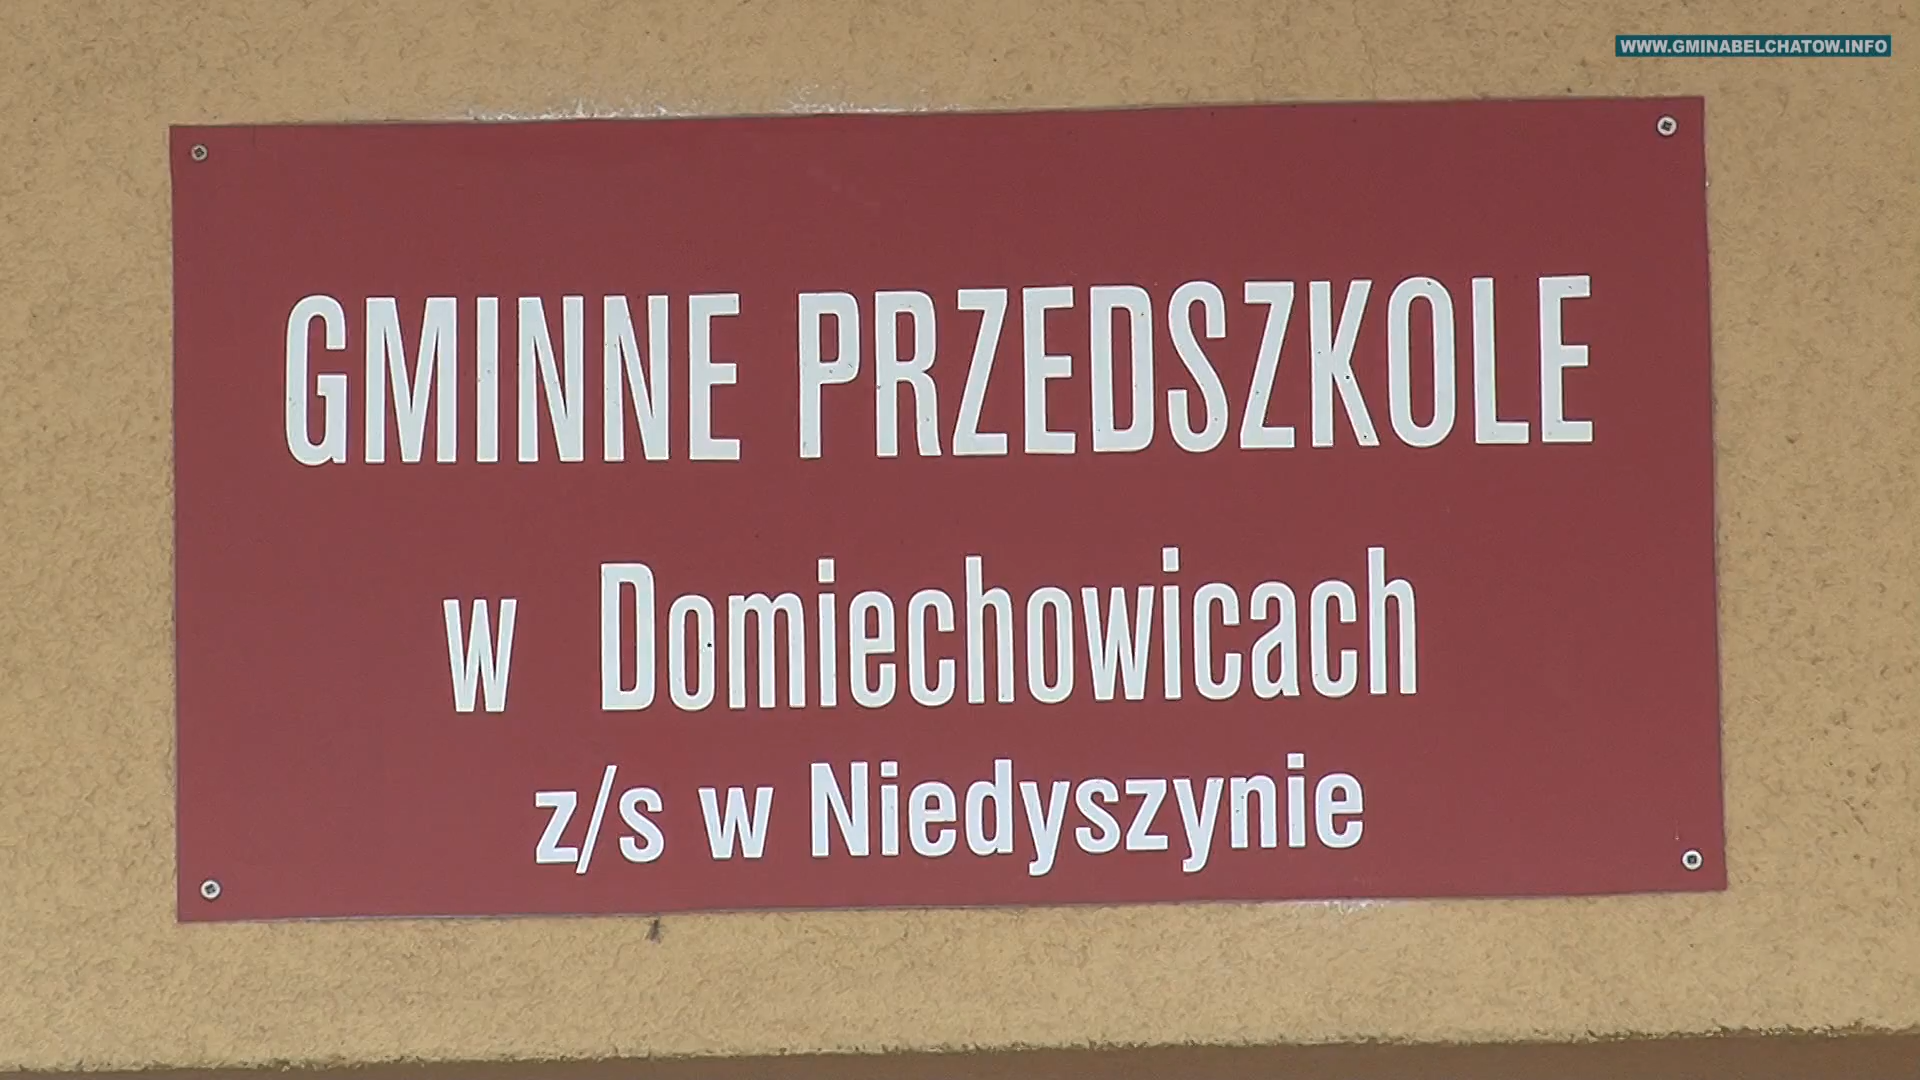 WWW.GMINABELCHATOW.INFO
GMINNE PRZEDSZKOLE
w Domiechowicach
z/s w Niedyszynie